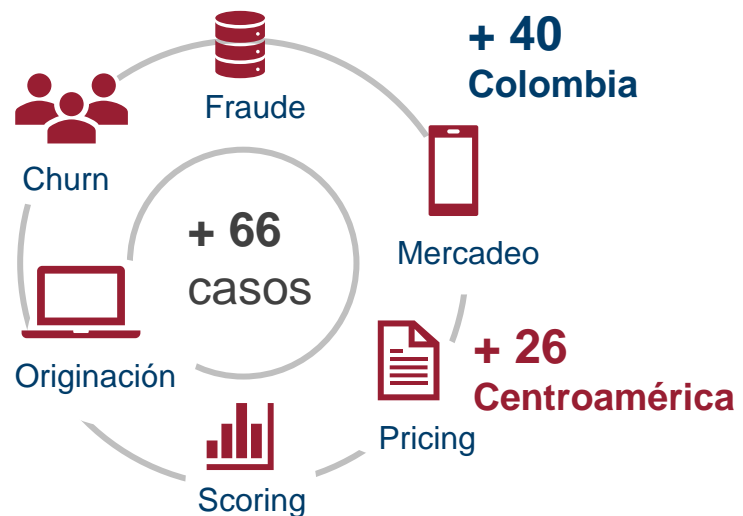 + 40
Colombia
Fraude
Churn
+ 66
casos
Mercadeo
Originación
+ 26
Centroamérica
Pricing
Scoring